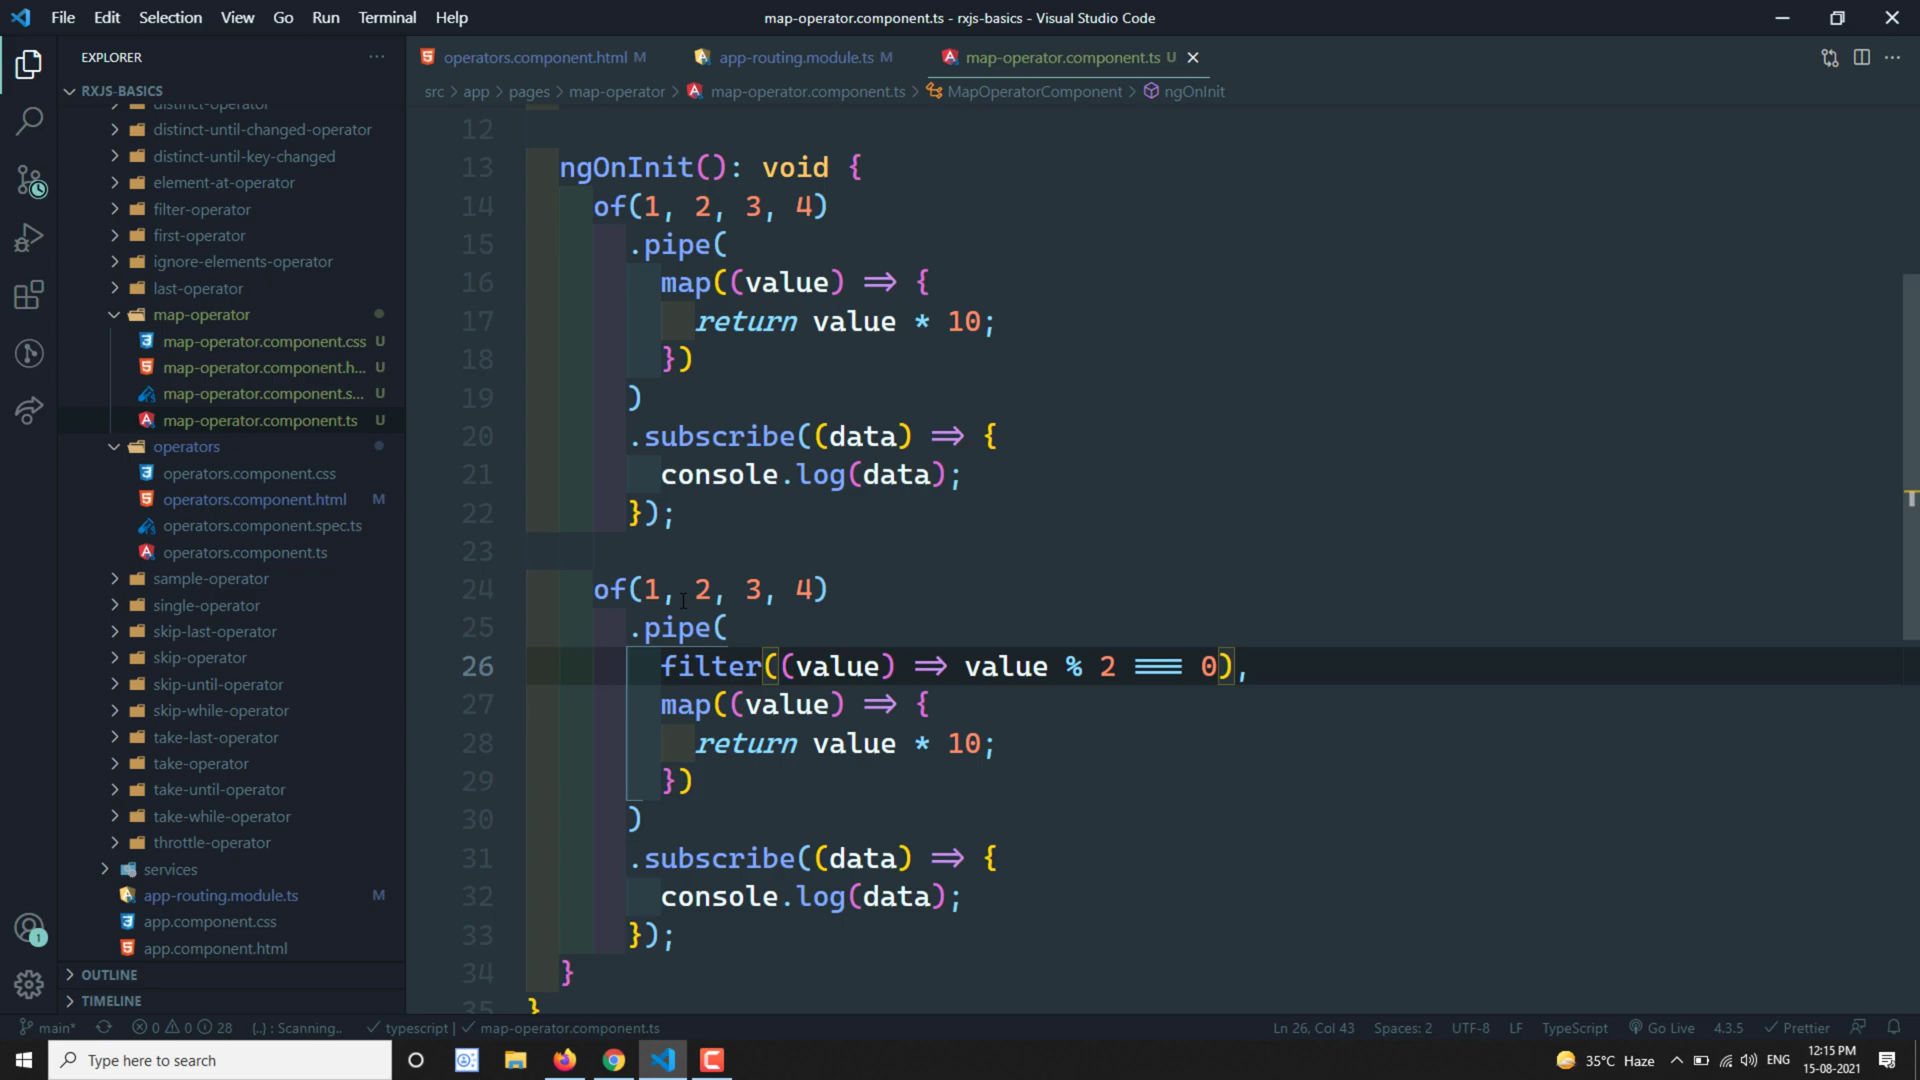 File Edit Selection View Go Run Terminal Help
map-operator.component.ts - rxjs-basics - Visual Studio Code
EXPLORER
RXJS-BASICS
distinct-operator
distinct-until-changed-operator
distinct-until-key-changed
element-at-operator
filter-operator
first-operator
ignore-elements-operator
last-operator
map-operator
map-operator.component.css U
map-operator.component.h... U
map-operator.component.s... U
map-operator.component.ts U
operators
operators.component.css
operators.component.html M
operators.component.spec.ts
operators.component.ts
sample-operator
single-operator
skip-last-operator
skip-operator
skip-until-operator
skip-while-operator
take-last-operator
take-operator
take-until-operator
take-while-operator
throttle-operator
services
app-routing.module.ts M
app.component.css
app.component.html
OUTLINE
TIMELINE
operators.component.html M app-routing.module.ts M map-operator.component.ts U
src > app > pages > map-operator > map-operator.component.ts > MapOperatorComponent > ngOnInit
12
13 ngOnInit(): void {
14 of(1, 2, 3, 4)
15 .pipe(
16 map((value) => {
17 return value * 10;
18 })
19 )
20 .subscribe((data) => {
21 console.log(data);
22 });
23
24 of(1, 2, 3, 4)
25 .pipe(
26 filter((value) => value % 2 === 0),
27 map((value) => {
28 return value * 10;
29 })
30 )
31 .subscribe((data) => {
32 console.log(data);
33 });
34 }
35 }
main* 0 0 28 {..} : Scanning.. typescript | map-operator.component.ts
Ln 26, Col 43 Spaces: 2 UTF-8 LF TypeScript Go Live 4.3.5 Prettier
Type here to search
35°C Haze ENG
12:15 PM
15-08-2021